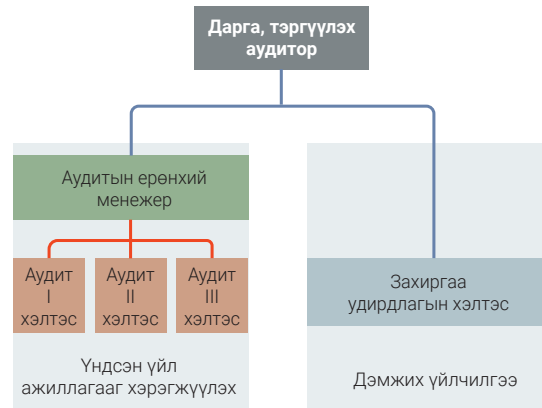 Дарга, тэргүүлэх
аудитор
Аудитын ерөнхий
менежер
Аудит
I
хэлтэс
Аудит
II
хэлтэс
Аудит
III
хэлтэс
Үндсэн үйл
ажиллагааг хэрэгжүүлэх
Захиргаа
удирдлагын хэлтэс
Дэмжих үйлчилгээ